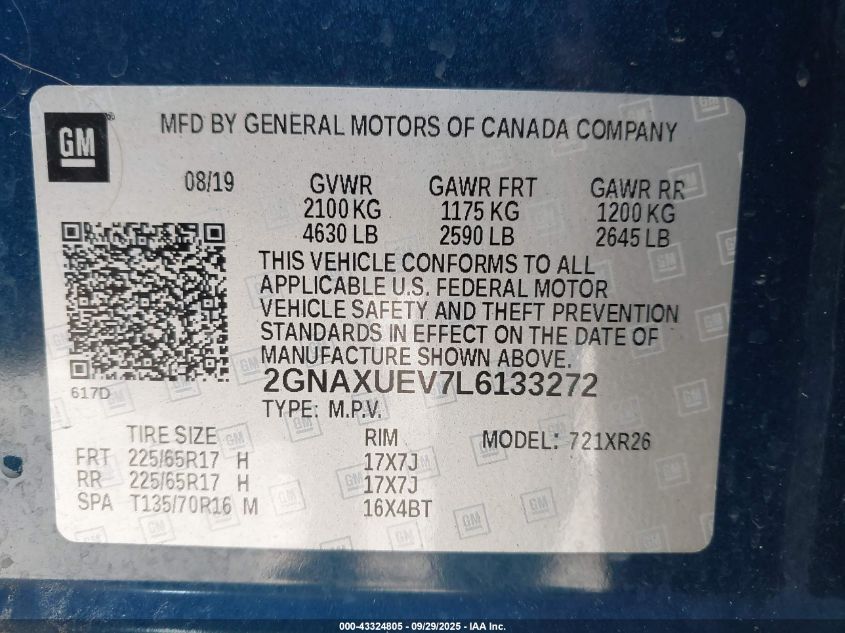 GM
MFD BY GENERAL MOTORS OF CANADA COMPANY
08/19 GVWR GAWR FRT GAWR RR
2100 KG 1175 KG 1200 KG
4630 LB 2590 LB 2645 LB
THIS VEHICLE CONFORMS TO ALL
APPLICABLE U.S. FEDERAL MOTOR
VEHICLE SAFETY AND THEFT PREVENTION
STANDARDS IN EFFECT ON THE DATE OF
MANUFACTURE SHOWN ABOVE.
617D
2GNAXUEV7L6133272
TYPE: M.P.V.
TIRE SIZE RIM MODEL: 721XR26
FRT 225/65R17 H 17X7J
RR 225/65R17 H 17X7J
SPA T135/70R16 M 16X4BT
000-43324805 - 09/29/2025 - IAA Inc.